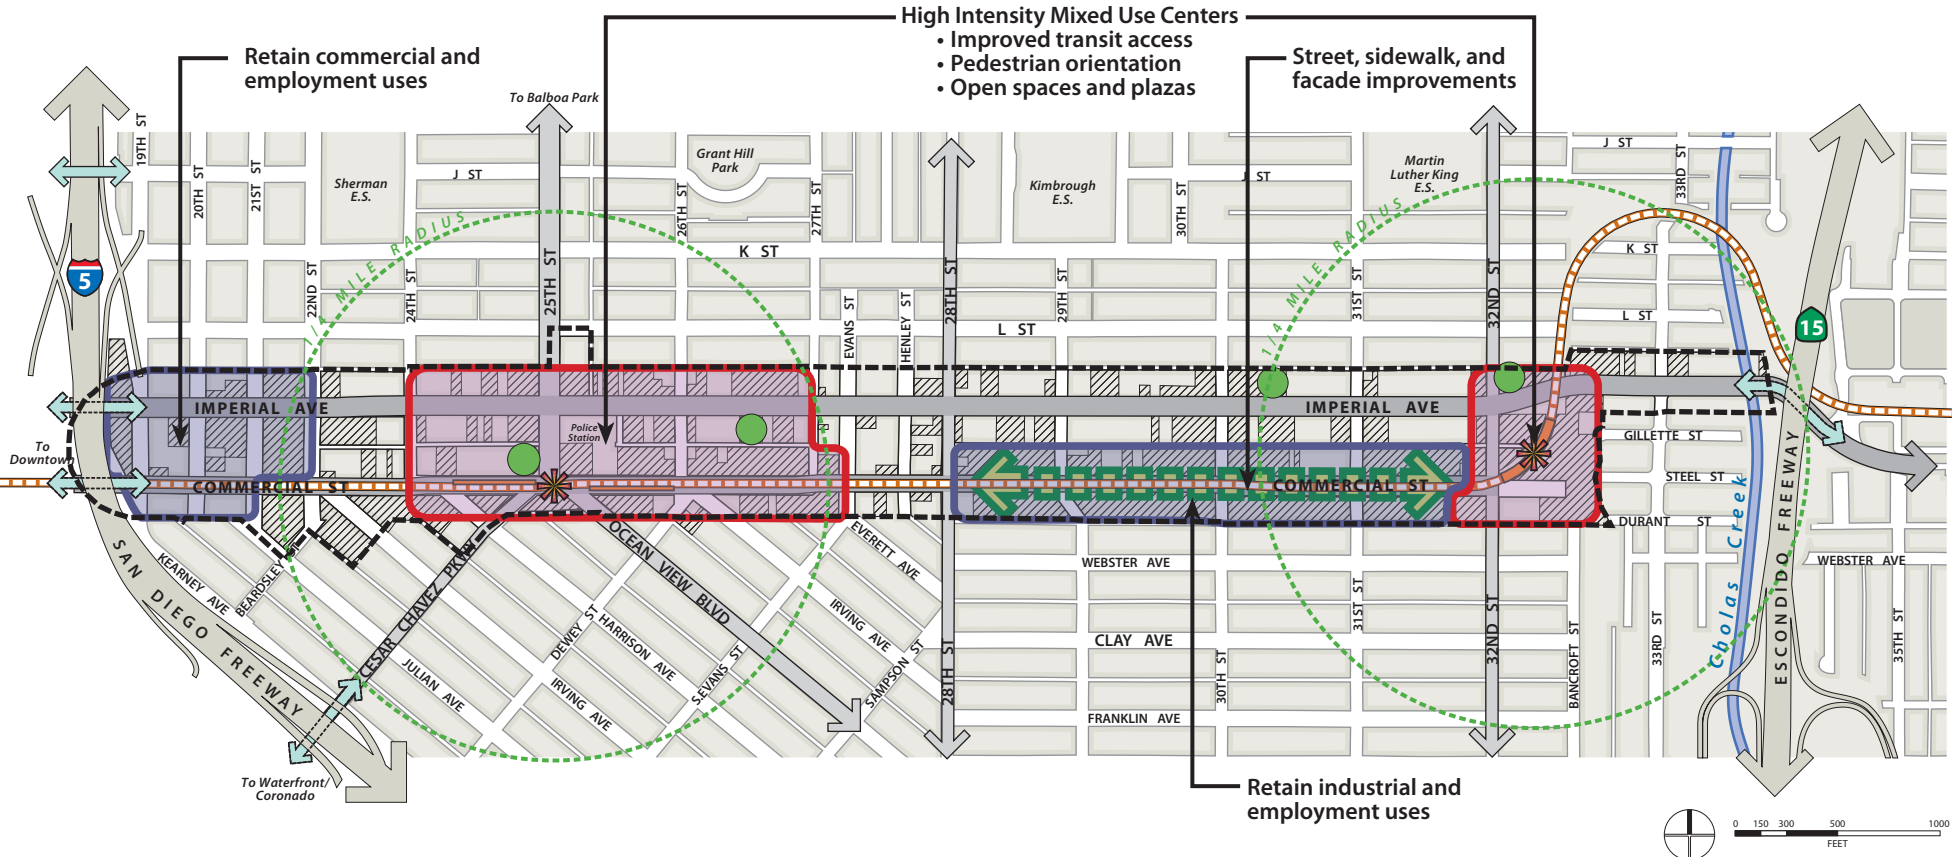 High Intensity Mixed Use Centers
• Improved transit access
• Pedestrian orientation
• Open spaces and plazas
Retain commercial and
employment uses
Street, sidewalk, and
facade improvements
To Balboa Park
19TH ST
20TH ST
21ST ST
Sherman
E.S.
J ST
Grant Hill
Park
26TH ST
27TH ST
Kimbrough
E.S.
30TH ST
J ST
Martin
Luther King
E.S.
J ST
33RD ST
1/4 MILE RADIUS
1/4 MILE RADIUS
K ST
K ST
5
22ND ST
24TH ST
25TH ST
EVANS ST
HENLEY ST
28TH ST
29TH ST
31ST ST
32ND ST
L ST
L ST
15
IMPERIAL AVE
IMPERIAL AVE
Police
Station
GILLETTE ST
To
Downtown
COMMERCIAL ST
COMMERCIAL ST
STEEL ST
DURANT ST
SAN DIEGO FREEWAY
KEARNEY AVE
BEARDSLEY
CESAR CHAVEZ PKWY
OCEAN VIEW BLVD
EVERETT AVE
WEBSTER AVE
WEBSTER AVE
Cholas Creek
ESCONDIDO FREEWAY
JULIAN AVE
DEWEY ST
HARRISON AVE
IRVING AVE
IRVING AVE
S.EVANS ST
SAMPSON ST
28TH ST
CLAY AVE
30TH ST
31ST ST
32ND ST
BANCROFT ST
33RD ST
35TH ST
FRANKLIN AVE
To Waterfront/
Coronado
Retain industrial and
employment uses
0 150 300 500 1000
FEET